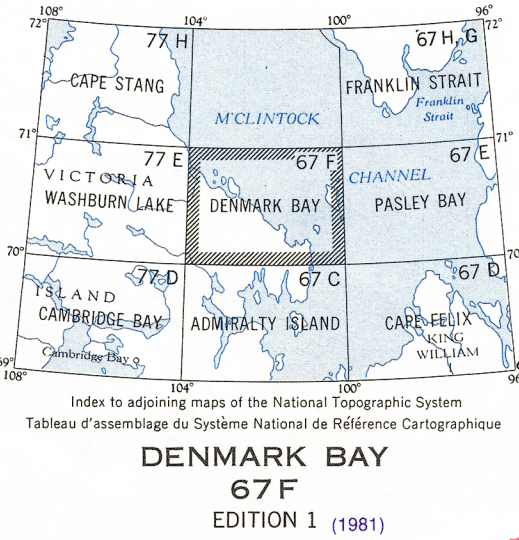 108°
104°
100°
96°
72°
77 H
67 H, G
72°
CAPE STANG
FRANKLIN STRAIT
Franklin
Strait
M'CLINTOCK
71°
71°
77 E
67 F
67 E
VICTORIA
CHANNEL
WASHBURN LAKE
DENMARK BAY
PASLEY BAY
70°
70°
77 D
67 C
67 D
ISLAND
CAMBRIDGE BAY
ADMIRALTY ISLAND
CAPE FELIX
KING
WILLIAM
Cambridge Bay
69°
108°
104°
100°
96°
Index to adjoining maps of the National Topographic System
Tableau d'assemblage du Système National de Référence Cartographique
DENMARK BAY
67 F
EDITION 1 (1981)